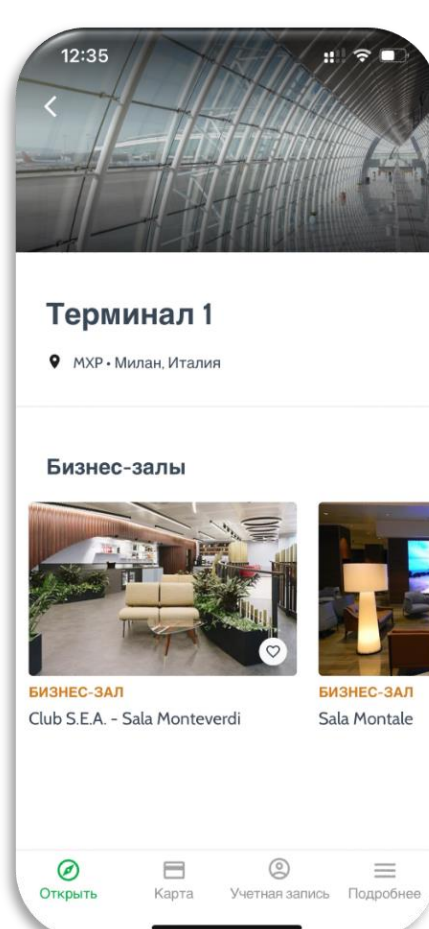 12:35
Терминал 1
MXP • Милан, Италия
Бизнес-залы
БИЗНЕС-ЗАЛ
Club S.E.A. - Sala Monteverdi
БИЗНЕС-ЗАЛ
Sala Montale
Открыть
Карта
Учетная запись
Подробнее